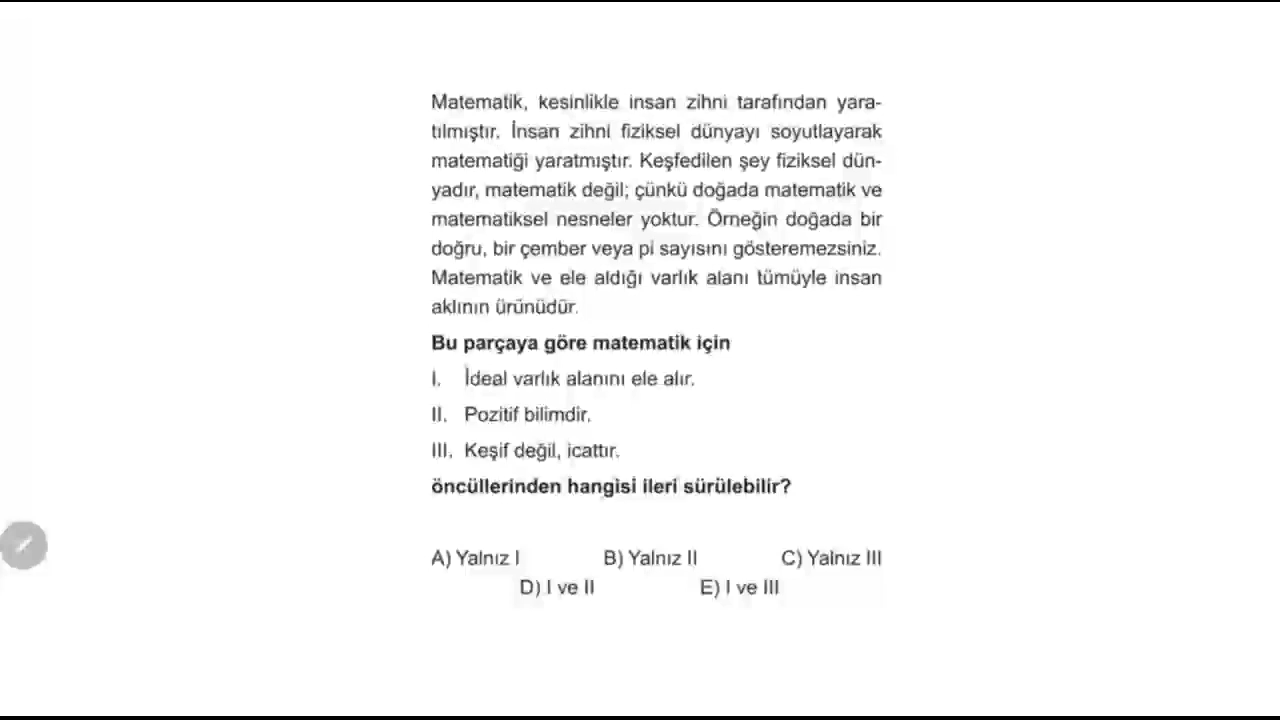 Matematik, kesinlikle insan zihni tarafından yara-
tılmıştır. İnsan zihni fiziksel dünyayı soyutlayarak
matematiği yaratmıştır. Keşfedilen şey fiziksel dün-
yadır, matematik değil; çünkü doğada matematik ve
matematiksel nesneler yoktur. Örneğin doğada bir
doğru, bir çember veya pi sayısını gösteremezsiniz.
Matematik ve ele aldığı varlık alanı tümüyle insan
aklının ürünüdür.
Bu parçaya göre matematik için
I. İdeal varlık alanını ele alır.
II. Pozitif bilimdir.
III. Keşif değil, icattır.
öncüllerinden hangisi ileri sürülebilir?
A) Yalnız I B) Yalnız II C) Yalnız III
D) I ve II E) I ve III